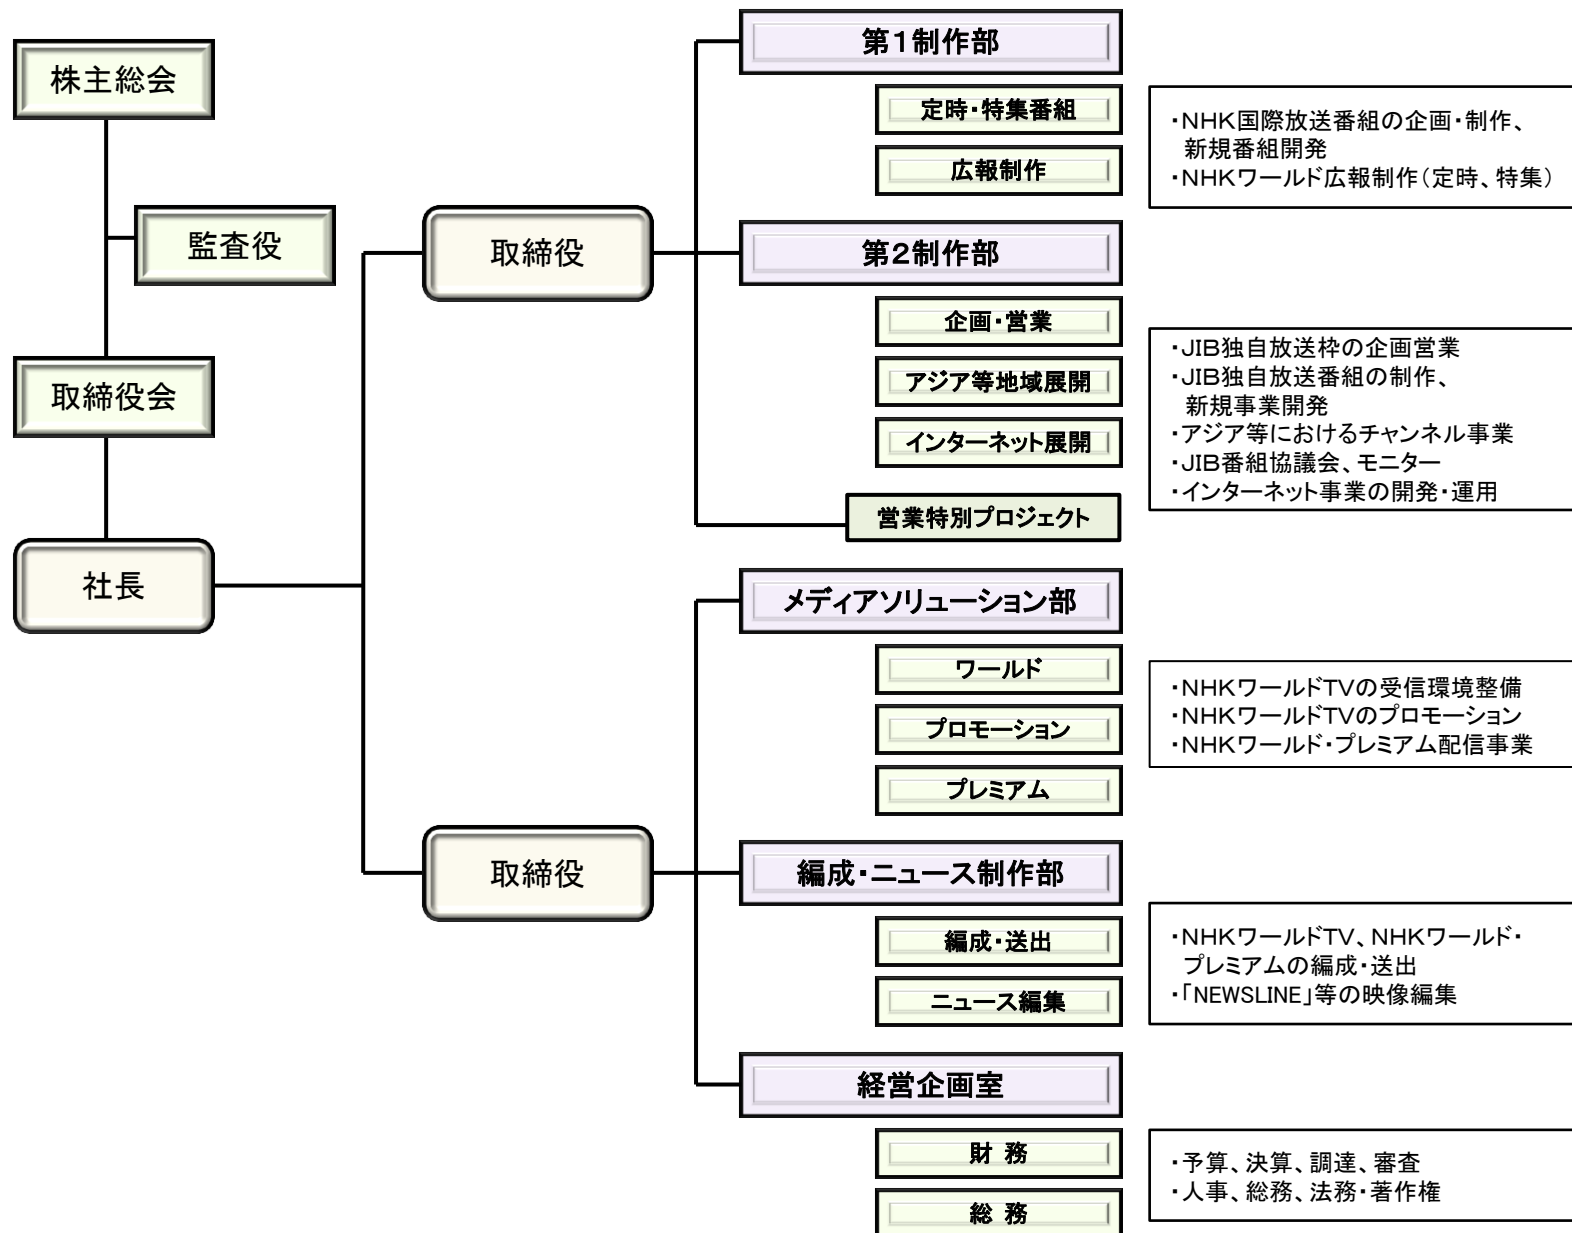 株主総会
監査役
取締役会
社長
取締役
第１制作部
定時・特集番組
広報制作
・ＮＨＫ国際放送番組の企画・制作、
新規番組開発
・ＮＨＫワールド広報制作（定時、特集）
第２制作部
企画・営業
アジア等地域展開
インターネット展開
・ＪＩＢ独自放送枠の企画営業
・ＪＩＢ独自放送番組の制作、
新規事業開発
・アジア等におけるチャンネル事業
・ＪＩＢ番組協議会、モニター
・インターネット事業の開発・運用
営業特別プロジェクト
取締役
メディアソリューション部
ワールド
プロモーション
プレミアム
・ＮＨＫワールドＴＶの受信環境整備
・ＮＨＫワールドＴＶのプロモーション
・ＮＨＫワールド・プレミアム配信事業
編成・ニュース制作部
編成・送出
ニュース編集
・ＮＨＫワールドＴＶ、ＮＨＫワールド・
プレミアムの編成・送出
・「NEWSLINE」等の映像編集
経営企画室
財 務
総 務
・予算、決算、調達、審査
・人事、総務、法務・著作権